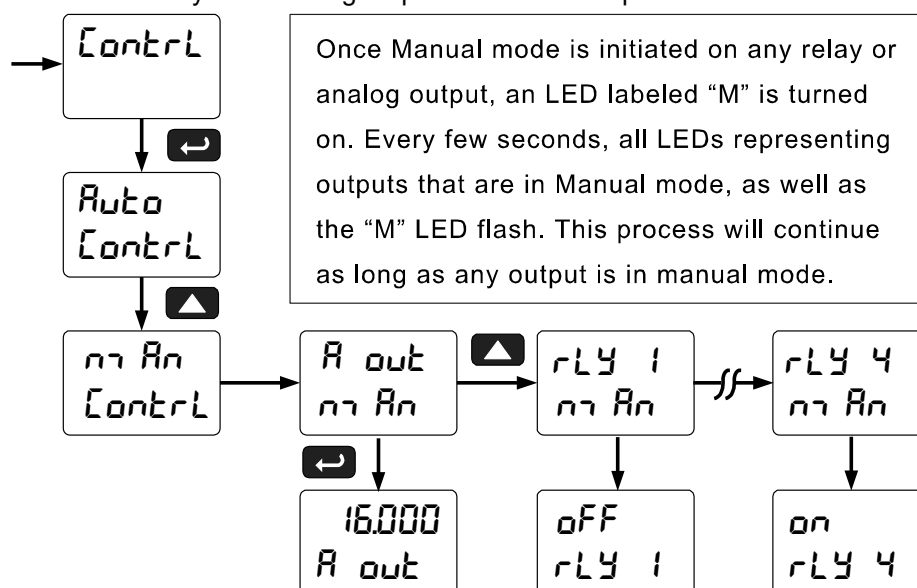 ContrL
Once Manual mode is initiated on any relay or
analog output, an LED labeled “M” is turned
on. Every few seconds, all LEDs representing
outputs that are in Manual mode, as well as
the “M” LED flash. This process will continue
as long as any output is in manual mode.
Auto
ContrL
mAn
ContrL
A out
mAn
rLY 1
mAn
rLY 4
mAn
16.000
A out
oFF
rLY 1
on
rLY 4